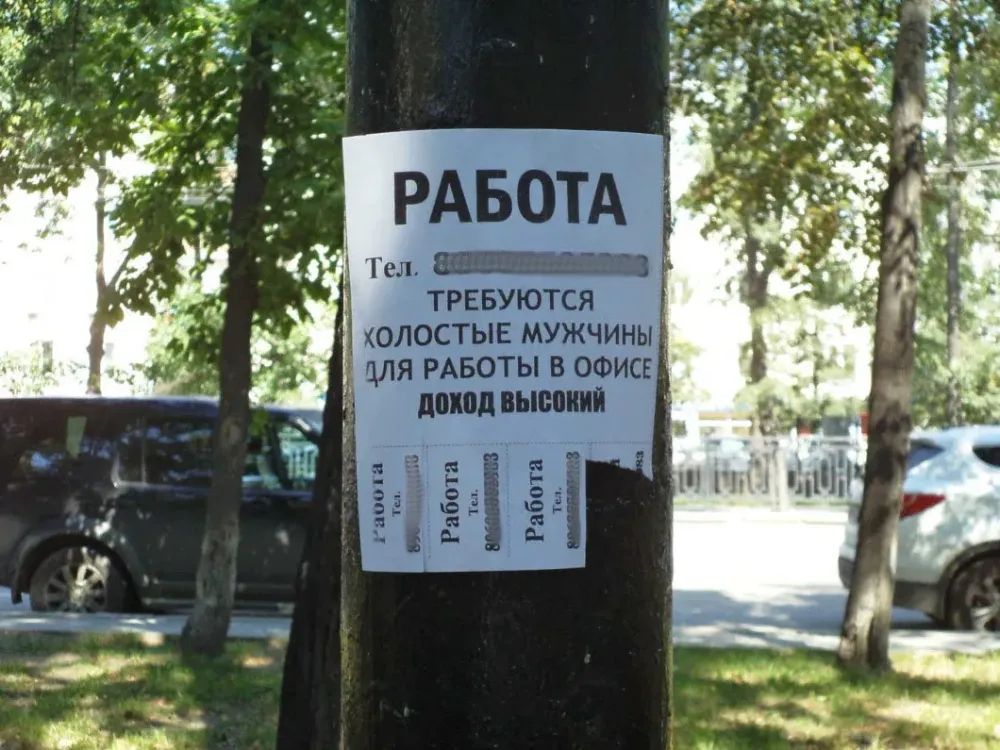 РАБОТА
Тел.
ТРЕБУЮТСЯ
ХОЛОСТЫЕ МУЖЧИНЫ
ДЛЯ РАБОТЫ В ОФИСЕ
ДОХОД ВЫСОКИЙ
Работа
Тел.
Работа
Тел.
Работа
Тел.